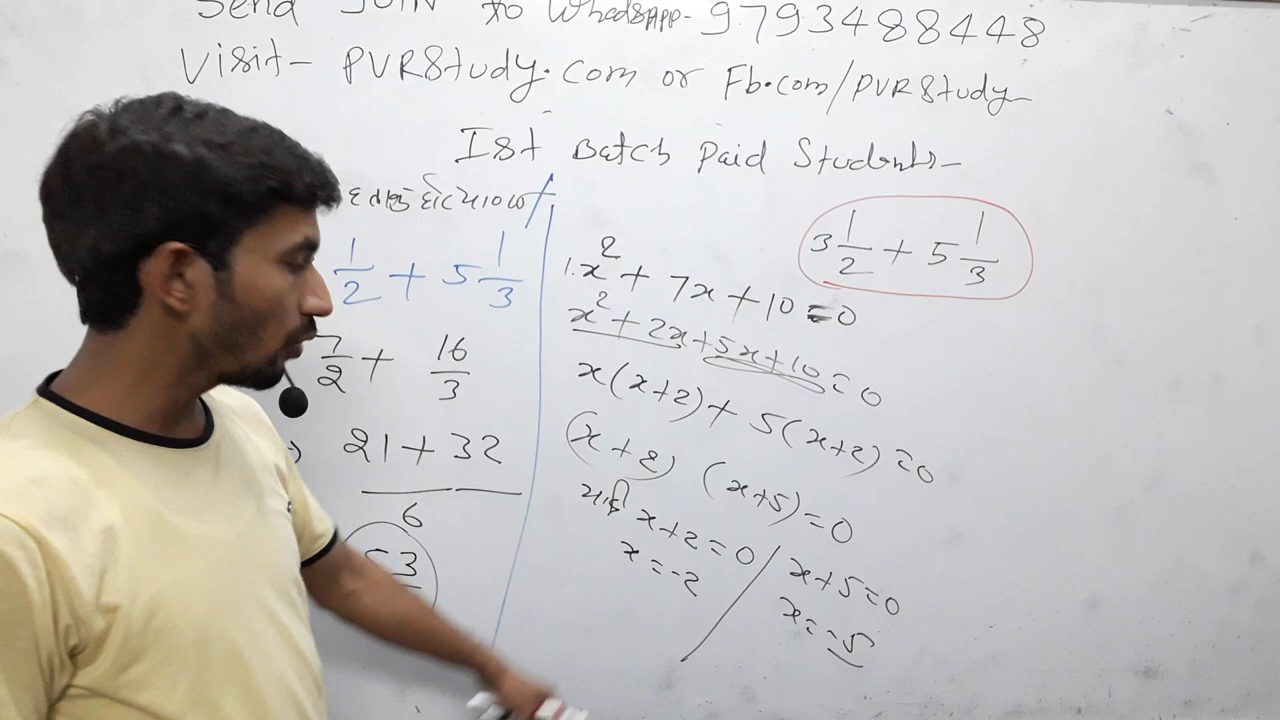 Send JOIN to WhatsAPP- 9793488448
Visit- PVRStudy.com or Fb.com/PVRStudy
Ist Batch Paid Students-
1/2 + 5 1/3
7/2 + 16/3
21 + 32
6
53
3 1/2 + 5 1/3
1. x² + 7x + 10 = 0
x² + 2x + 5x + 10 = 0
x(x+2) + 5(x+2) = 0
(x+2) (x+5) = 0
x+2 = 0 / x+5 = 0
x = -2
x = -5